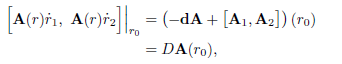 [A(r)ṙ₁, A(r)ṙ₂]|_{r₀} = (−dA + [A₁, A₂]) (r₀)
= DA(r₀),